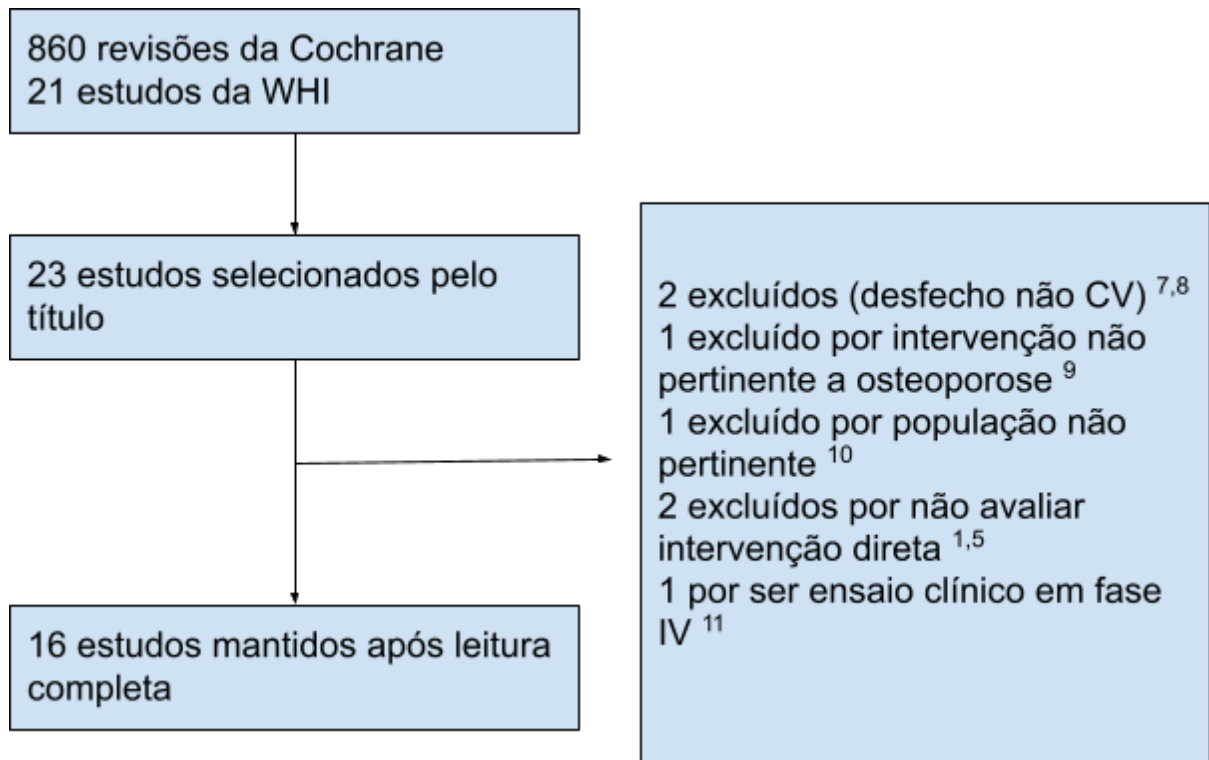 860 revisões da Cochrane
21 estudos da WHI
23 estudos selecionados pelo
título
2 excluídos (desfecho não CV) 7,8
1 excluído por intervenção não
pertinente a osteoporose 9
1 excluído por população não
pertinente 10
2 excluídos por não avaliar
intervenção direta 1,5
1 por ser ensaio clínico em fase
IV 11
16 estudos mantidos após leitura
completa